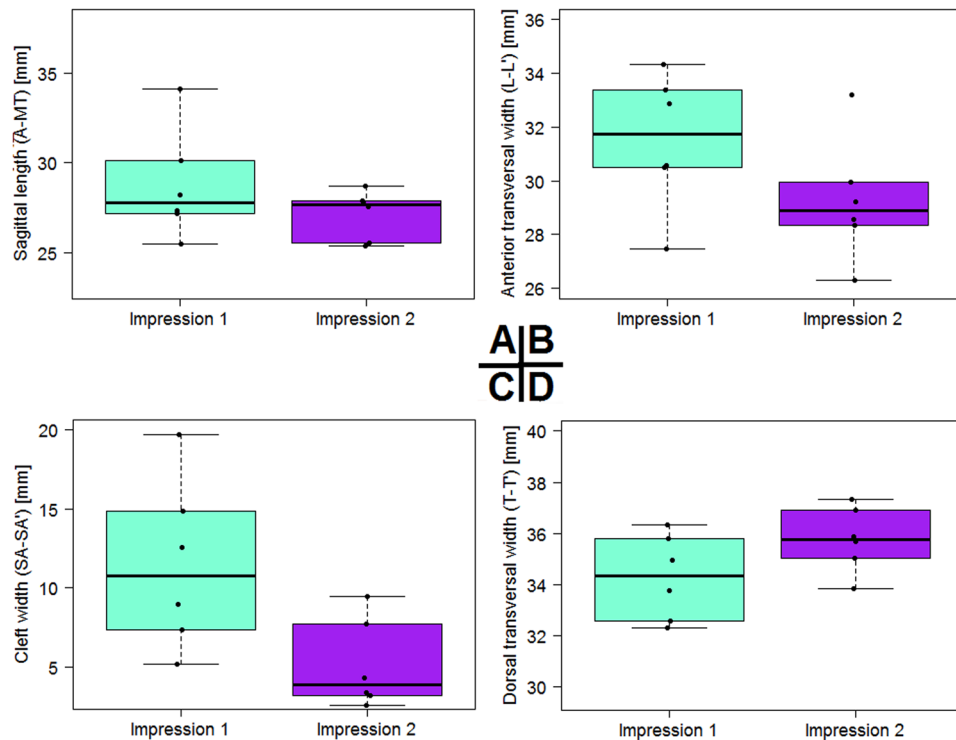 Sagittal length (A-MT) [mm]
35
30
25
Impression 1 Impression 2
Anterior transversal width (L-L') [mm]
36
34
32
30
28
26
Impression 1 Impression 2
A B
C D
Cleft width (SA-SA') [mm]
20
15
10
5
Impression 1 Impression 2
Dorsal transversal width (T-T') [mm]
40
38
36
34
32
30
Impression 1 Impression 2